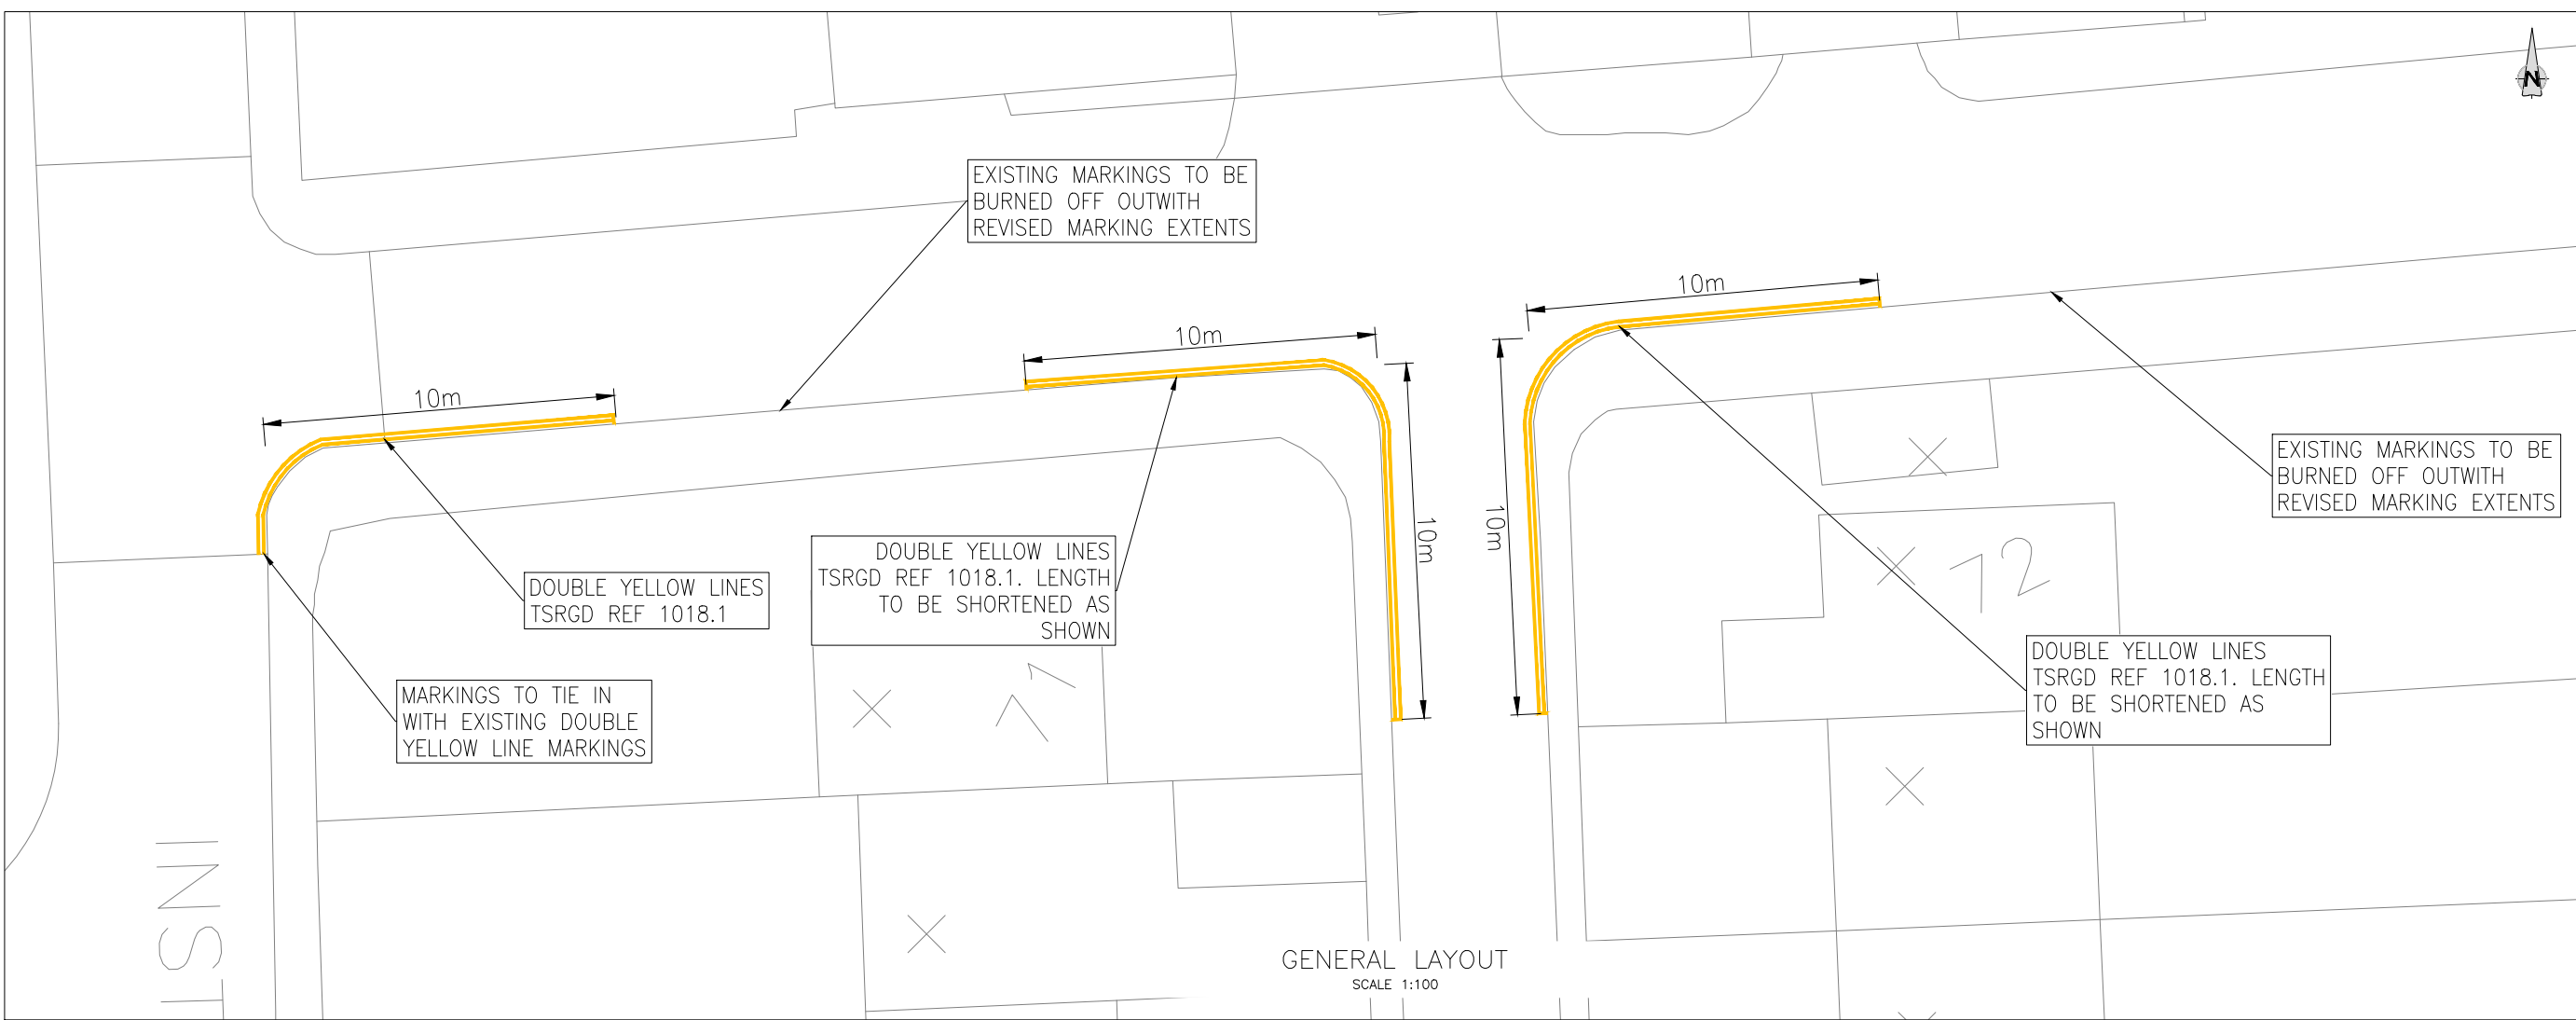 N
EXISTING MARKINGS TO BE
BURNED OFF OUTWITH
REVISED MARKING EXTENTS
10m
10m
10m
10m
10m
EXISTING MARKINGS TO BE
BURNED OFF OUTWITH
REVISED MARKING EXTENTS
DOUBLE YELLOW LINES
TSRGD REF 1018.1. LENGTH
TO BE SHORTENED AS
SHOWN
DOUBLE YELLOW LINES
TSRGD REF 1018.1
72
DOUBLE YELLOW LINES
TSRGD REF 1018.1. LENGTH
TO BE SHORTENED AS
SHOWN
MARKINGS TO TIE IN
WITH EXISTING DOUBLE
YELLOW LINE MARKINGS
71
INST
GENERAL LAYOUT
SCALE 1:100